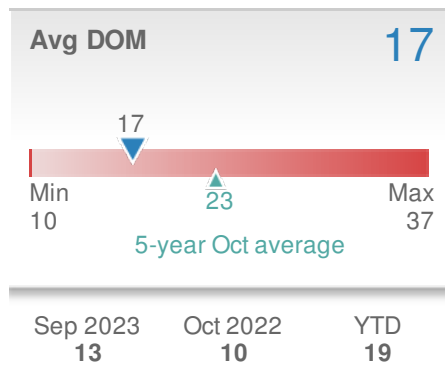 Avg DOM 17
17
Min Max
23
10 37
5-year Oct average
Sep 2023 Oct 2022 YTD
13 10 19